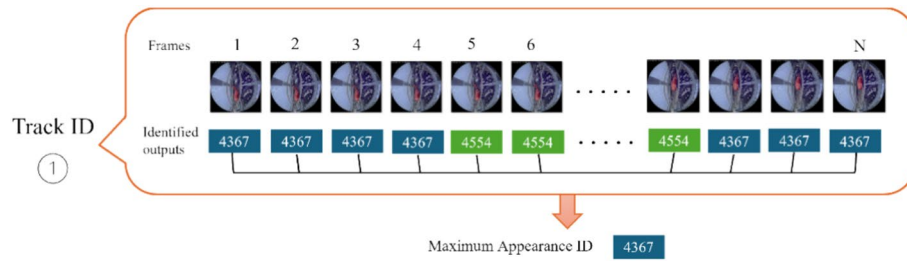 Frames 1 2 3 4 5 6 N
Track ID
1
Identified
outputs
4367 4367 4367 4367 4554 4554 ..... 4554 4367 4367 4367
Maximum Appearance ID 4367